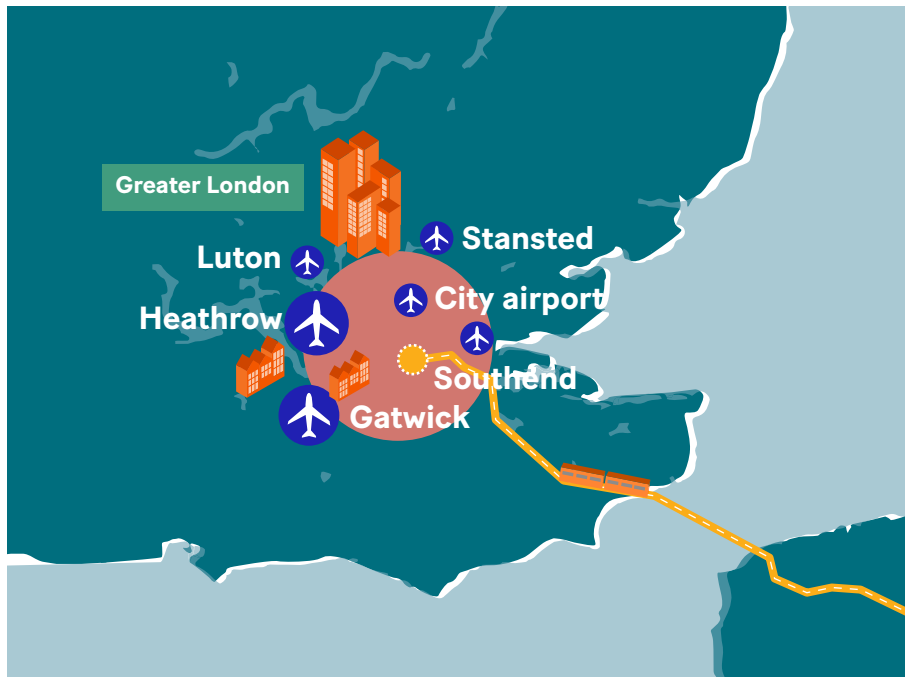 Greater London
Stansted
Luton
City airport
Heathrow
Southend
Gatwick